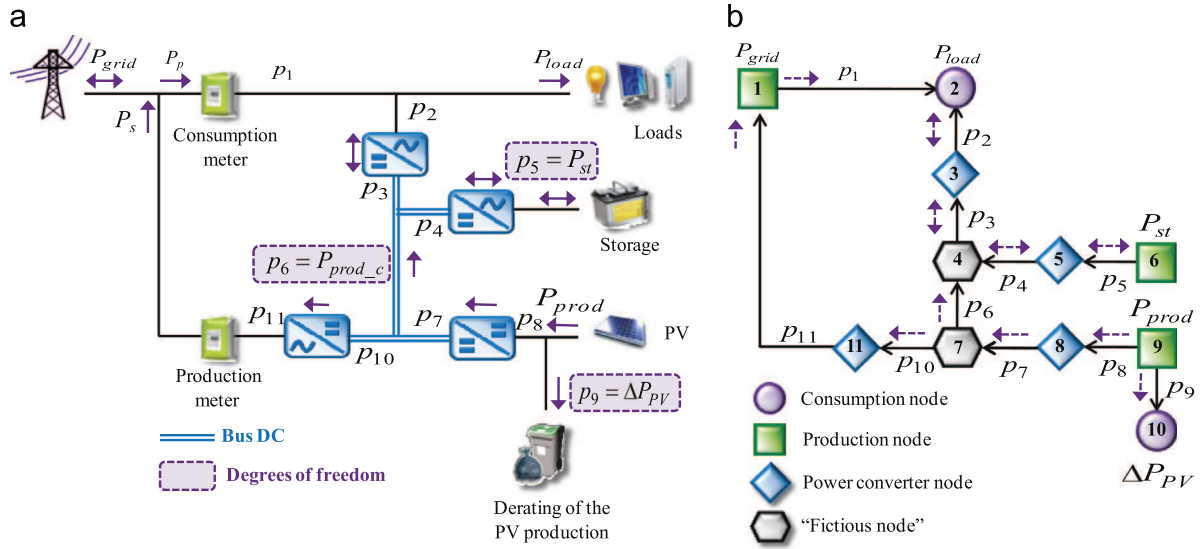 a
P_grid
P_p
p_1
P_load
P_s
p_2
Consumption
meter
Loads
p_5 = P_st
p_3
p_4
Storage
p_6 = P_prod_c
P_prod
p_11
p_7
p_8
PV
p_10
Production
meter
p_9 = ΔP_PV
Bus DC
Degrees of freedom
Derating of the
PV production
b
P_grid
P_load
1
p_1
2
p_2
3
p_3
P_st
4
5
6
p_4
p_5
p_6
P_prod
p_11
11
7
8
9
p_10
p_7
p_8
p_9
10
ΔP_PV
Consumption node
Production node
Power converter node
“Fictious node”